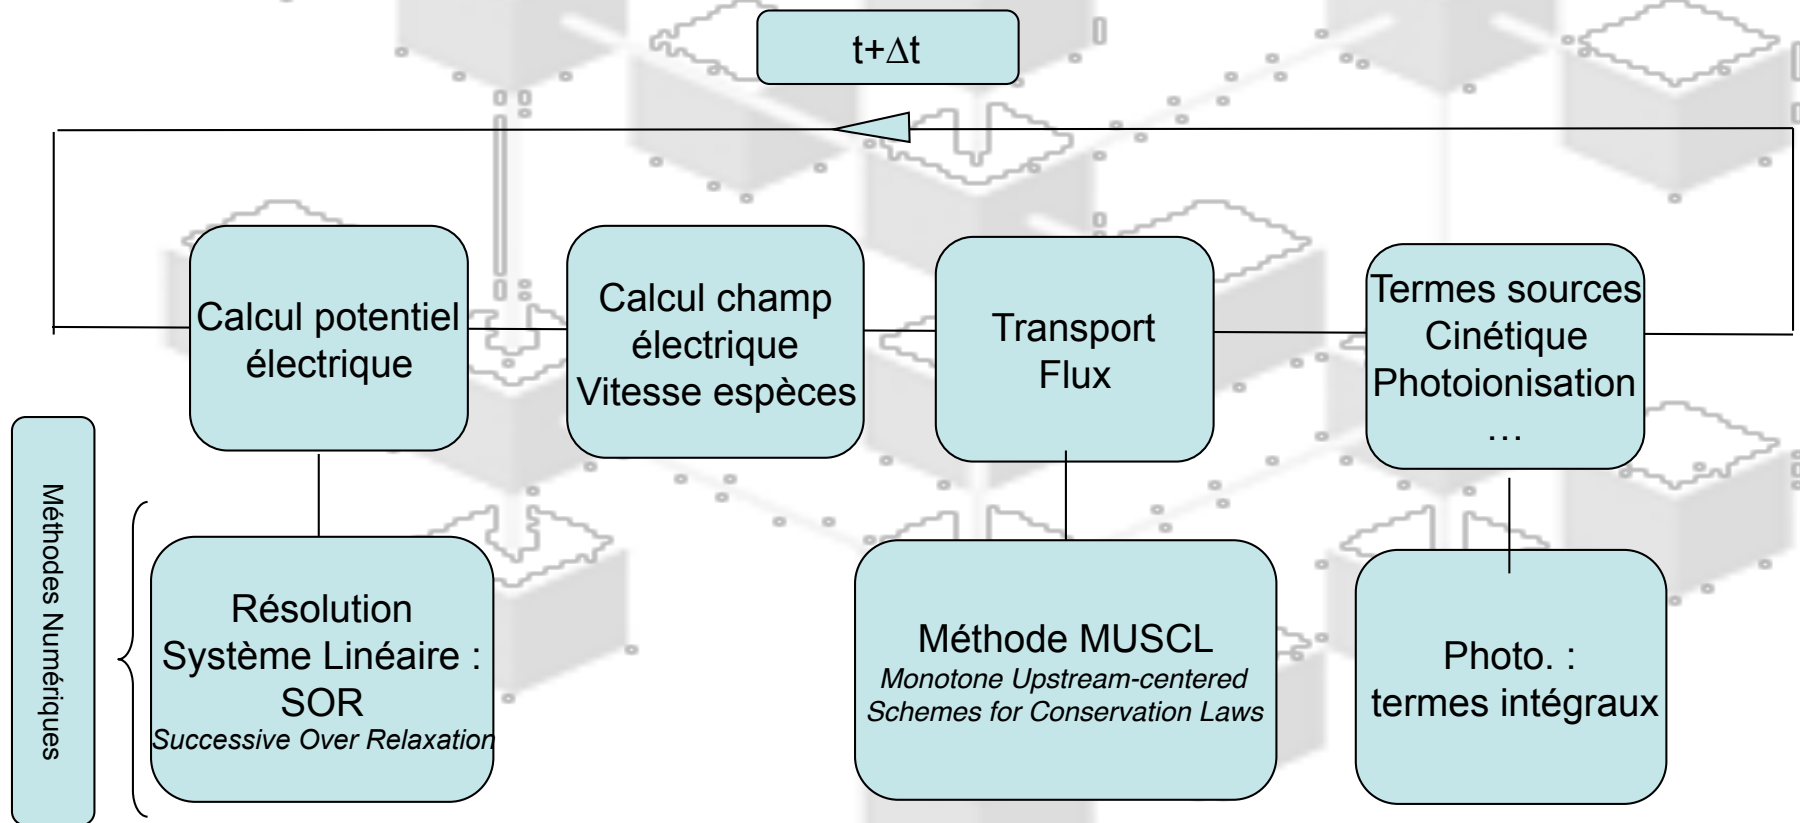 t+Δt
Calcul potentiel
électrique
Calcul champ
électrique
Vitesse espèces
Transport
Flux
Termes sources
Cinétique
Photoionisation
…
Méthodes Numériques
Résolution
Système Linéaire :
SOR
Successive Over Relaxation
Méthode MUSCL
Monotone Upstream-centered
Schemes for Conservation Laws
Photo. :
termes intégraux